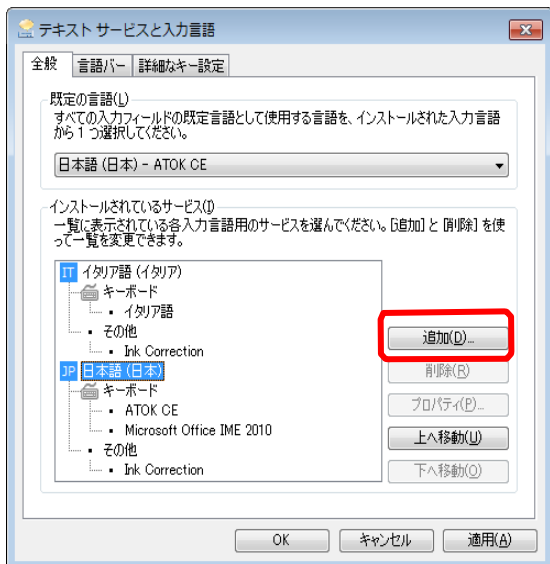 テキスト サービスと入力言語
全般 言語バー 詳細なキー設定
既定の言語(L)
すべての入力フィールドの既定言語として使用する言語を、インストールされた入力言語
から 1 つ選択してください。
日本語 (日本) - ATOK CE
インストールされているサービス(I)
一覧に表示されている各入力言語用のサービスを選んでください。[追加] と [削除] を使
って一覧を変更できます。
IT イタリア語 (イタリア)
キーボード
イタリア語
その他
Ink Correction
JP 日本語 (日本)
キーボード
ATOK CE
Microsoft Office IME 2010
その他
Ink Correction
追加(D)...
削除(R)
プロパティ(P)...
上へ移動(U)
下へ移動(O)
OK キャンセル 適用(A)